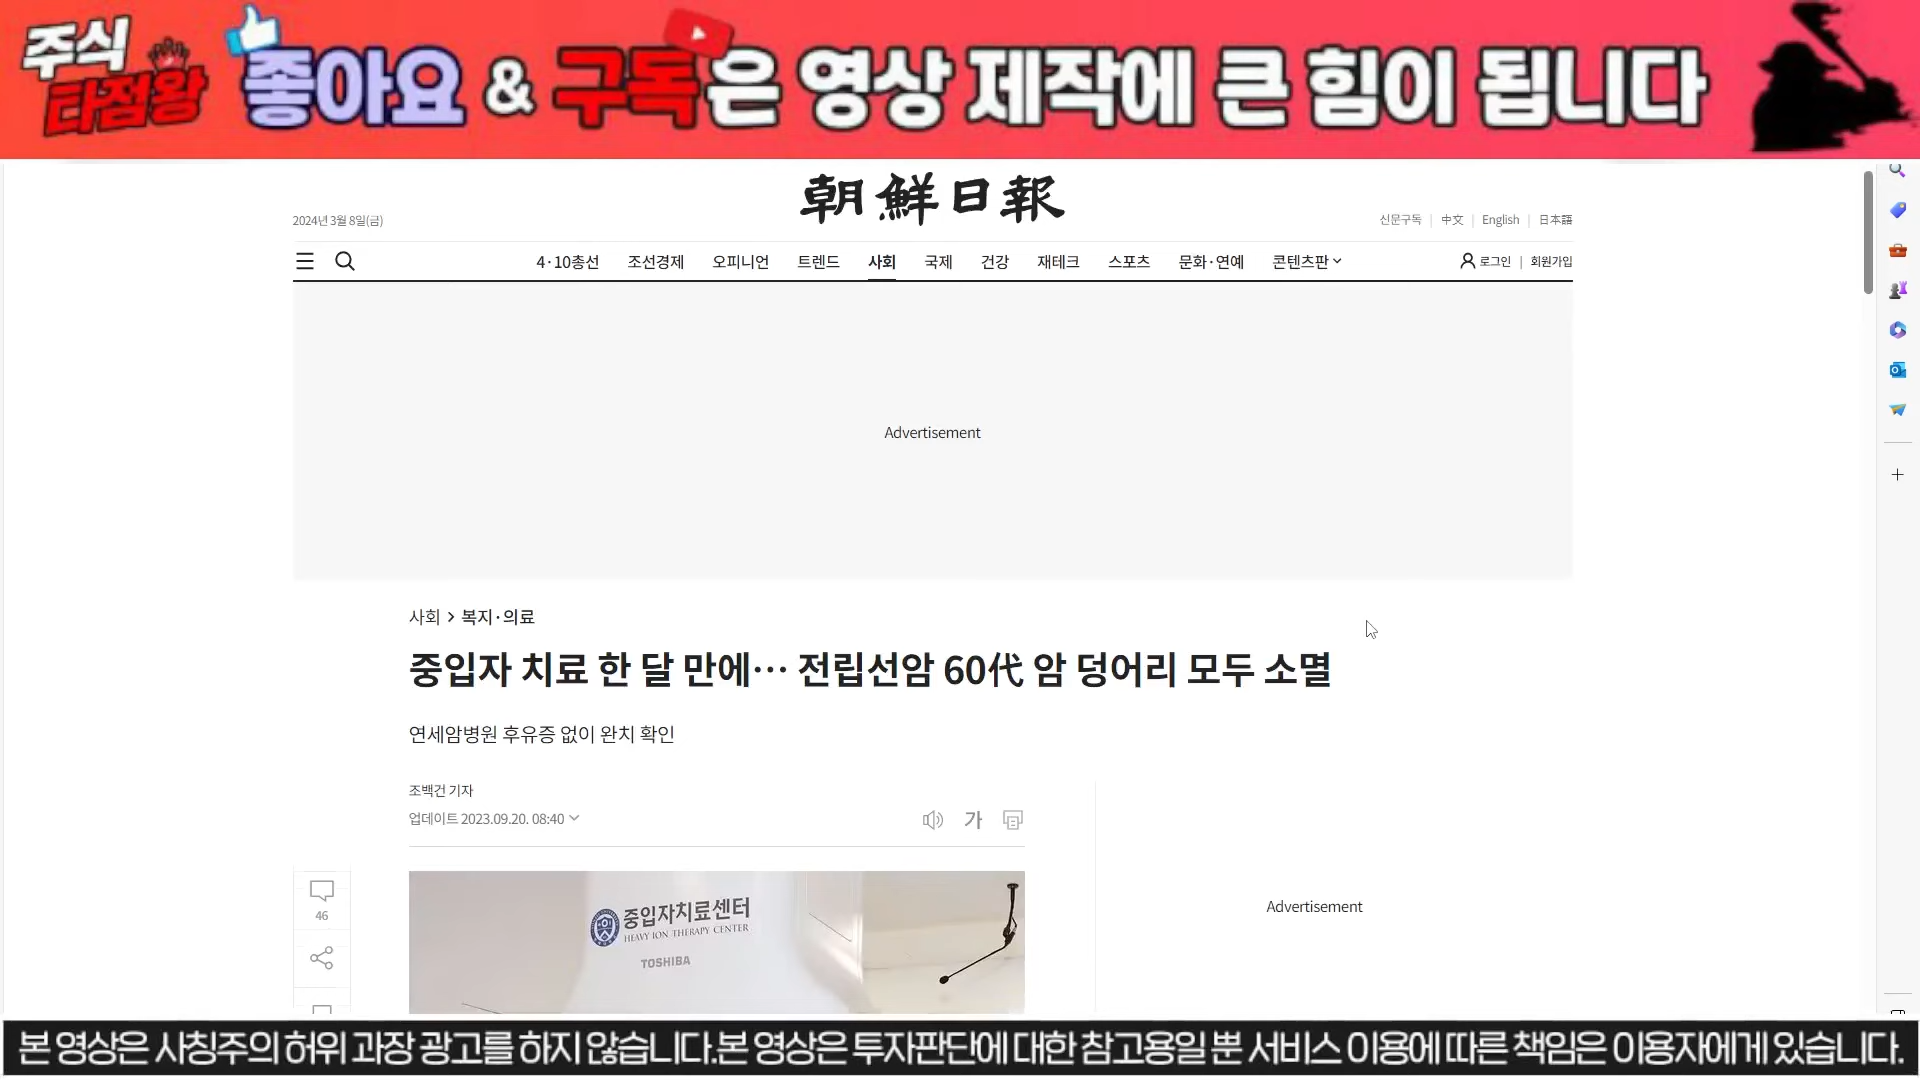 주식
타점왕
좋아요 & 구독은 영상 제작에 큰 힘이 됩니다
朝鮮日報
2024년 3월 8일(금)
신문구독 | 中文 | English | 日本語
4·10총선 조선경제 오피니언 트렌드 사회 국제 건강 재테크 스포츠 문화·연예 콘텐츠판
로그인 | 회원가입
Advertisement
사회 > 복지·의료
중입자 치료 한 달 만에… 전립선암 60代 암 덩어리 모두 소멸
연세암병원 후유증 없이 완치 확인
조백건 기자
업데이트 2023.09.20. 08:40
가
46
중입자치료센터
HEAVY ION THERAPY CENTER
TOSHIBA
Advertisement
본 영상은 사칭주의 허위 과장 광고를 하지 않습니다.본 영상은 투자판단에 대한 참고용일 뿐 서비스 이용에 따른 책임은 이용자에게 있습니다.